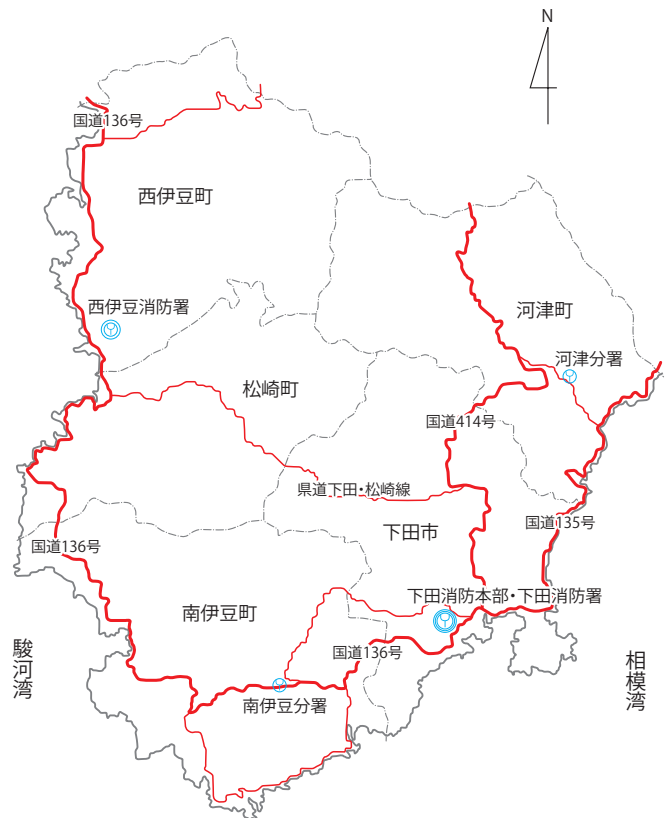 N
国道136号
西伊豆町
西伊豆消防署
河津町
河津分署
松崎町
国道414号
県道下田・松崎線
国道135号
下田市
国道136号
下田消防本部・下田消防署
南伊豆町
国道136号
駿河湾
相模湾
南伊豆分署